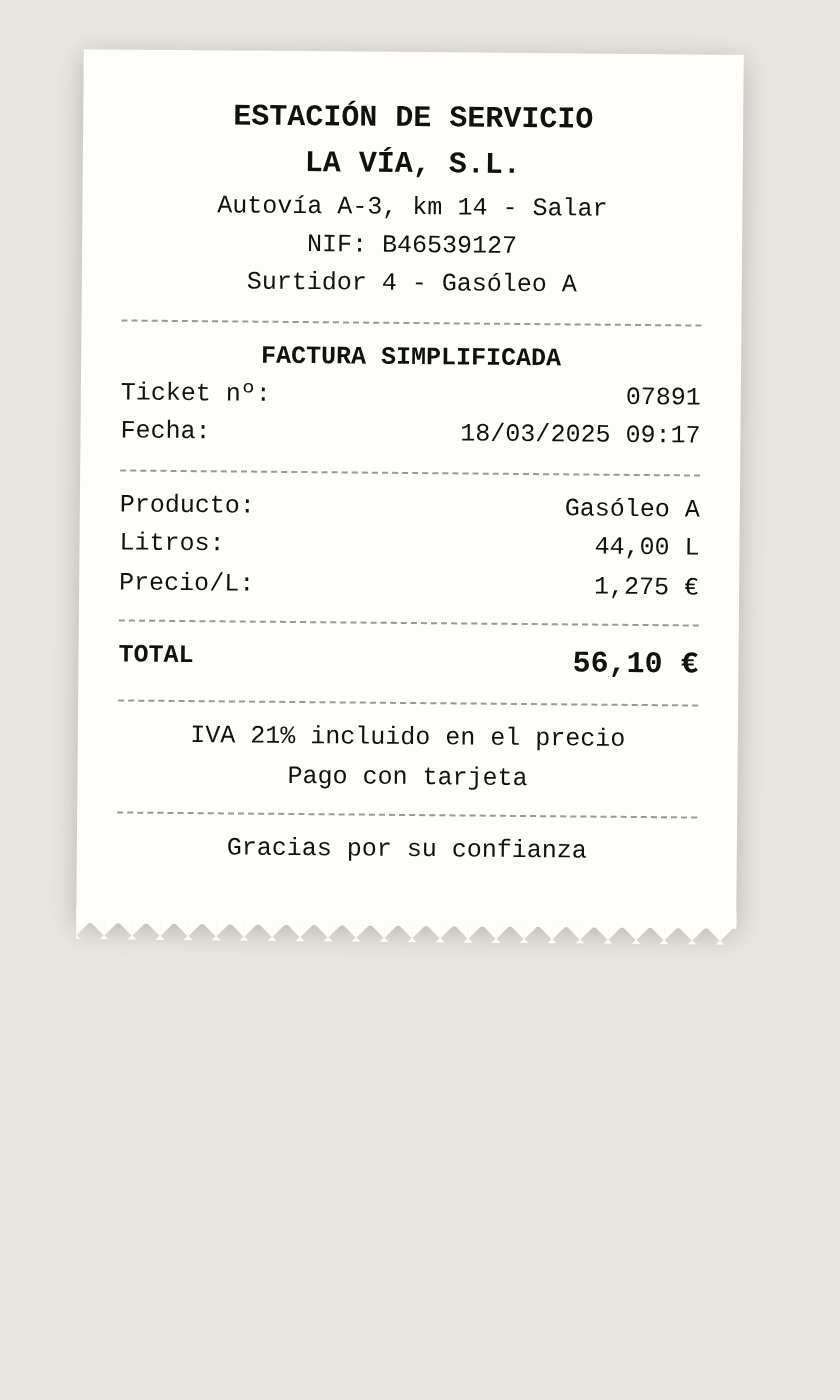 ESTACIÓN DE SERVICIO
LA VÍA, S.L.
Autovía A-3, km 14 - Salar
NIF: B46539127
Surtidor 4 - Gasóleo A
FACTURA SIMPLIFICADA
Ticket nº: 07891
Fecha: 18/03/2025 09:17
Producto: Gasóleo A
Litros: 44,00 L
Precio/L: 1,275 €
TOTAL 56,10 €
IVA 21% incluido en el precio
Pago con tarjeta
Gracias por su confianza